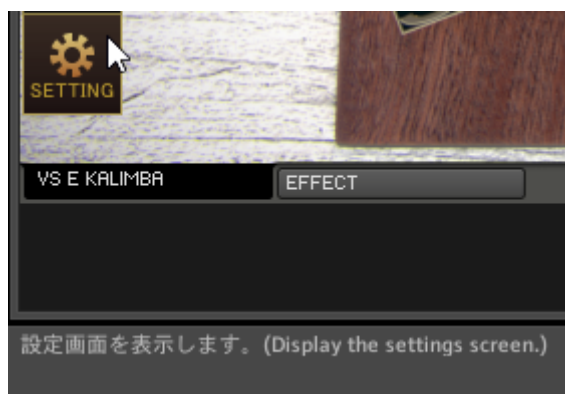 SETTING
VS E KALIMBA
EFFECT
設定画面を表示します。(Display the settings screen.)